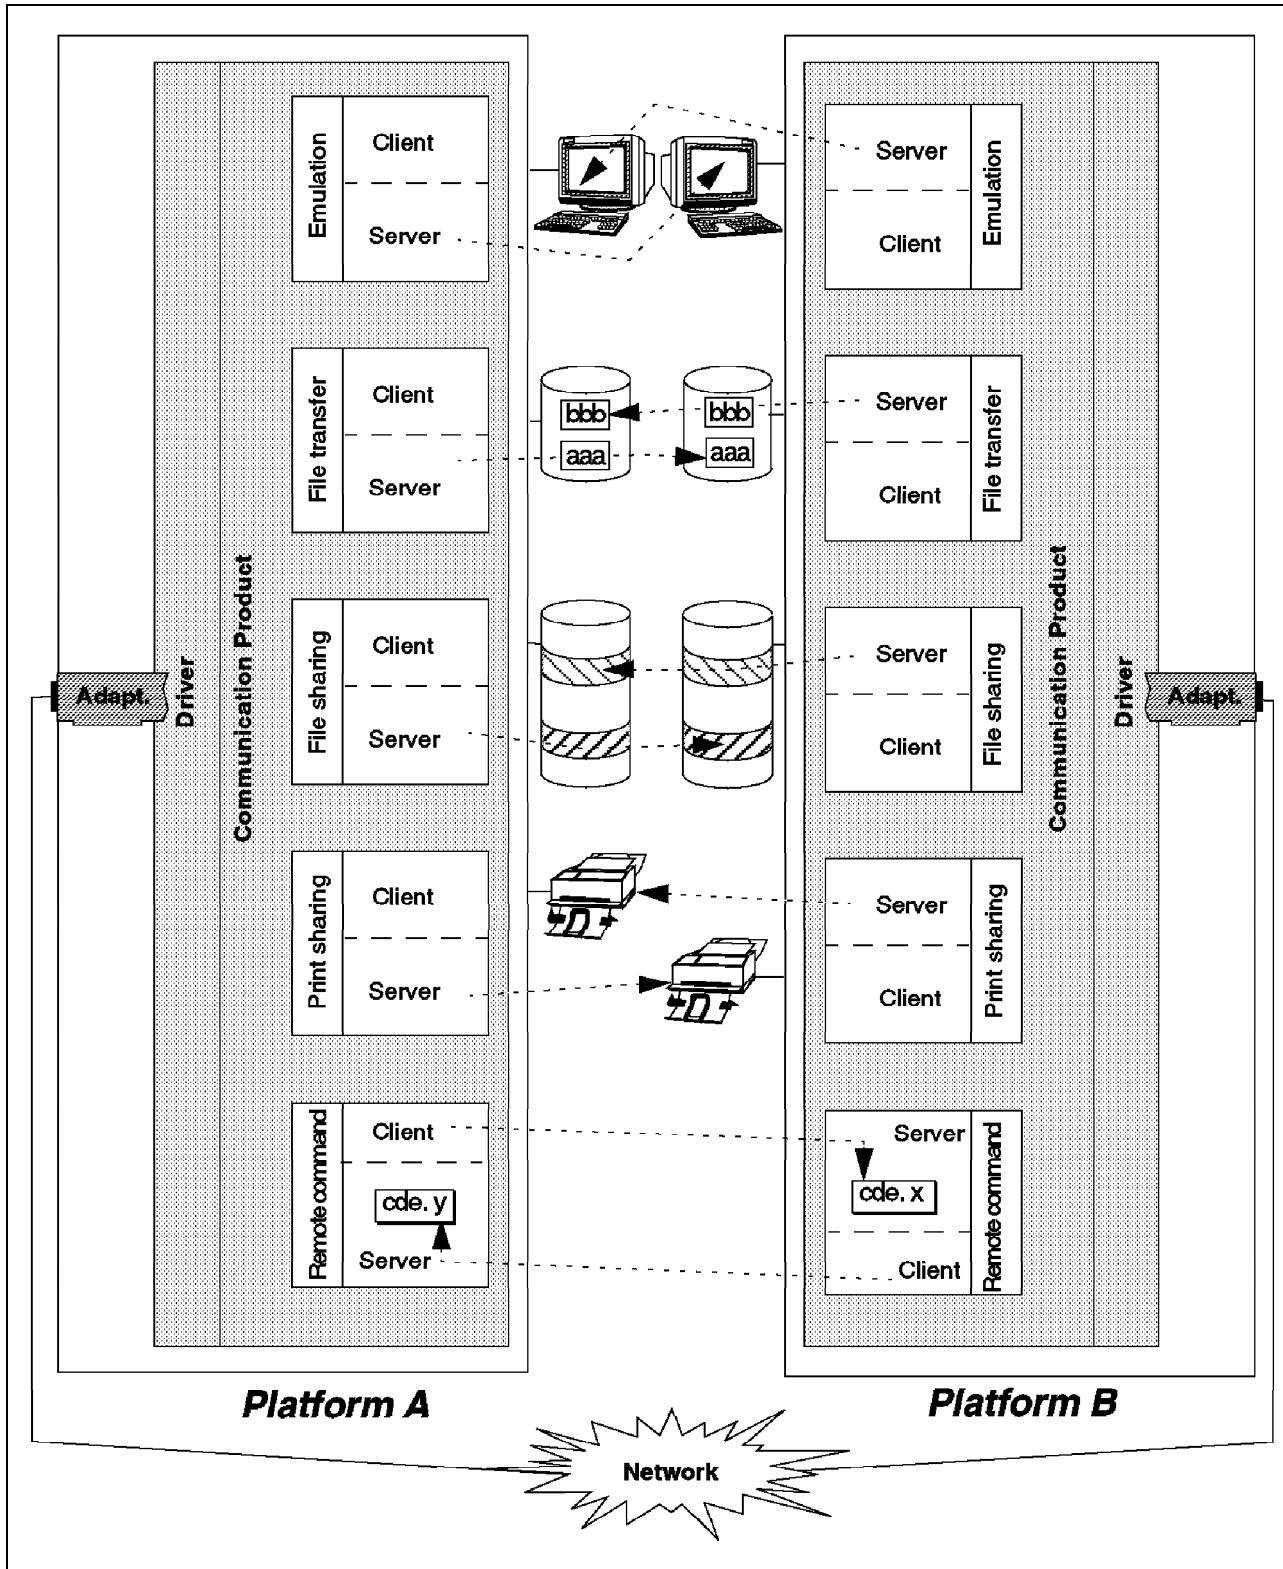 Emulation
Client
Server
Server
Client
Emulation
File transfer
Client
Server
bbb
aaa
bbb
aaa
Server
Client
File transfer
Adapt.
Driver
Communication Product
File sharing
Client
Server
Server
Client
File sharing
Communication Product
Driver
Adapt.
Print sharing
Client
Server
Server
Client
Print sharing
Remote command
Client
cde. y
Server
Server
cde. x
Client
Remote command
Platform A
Platform B
Network